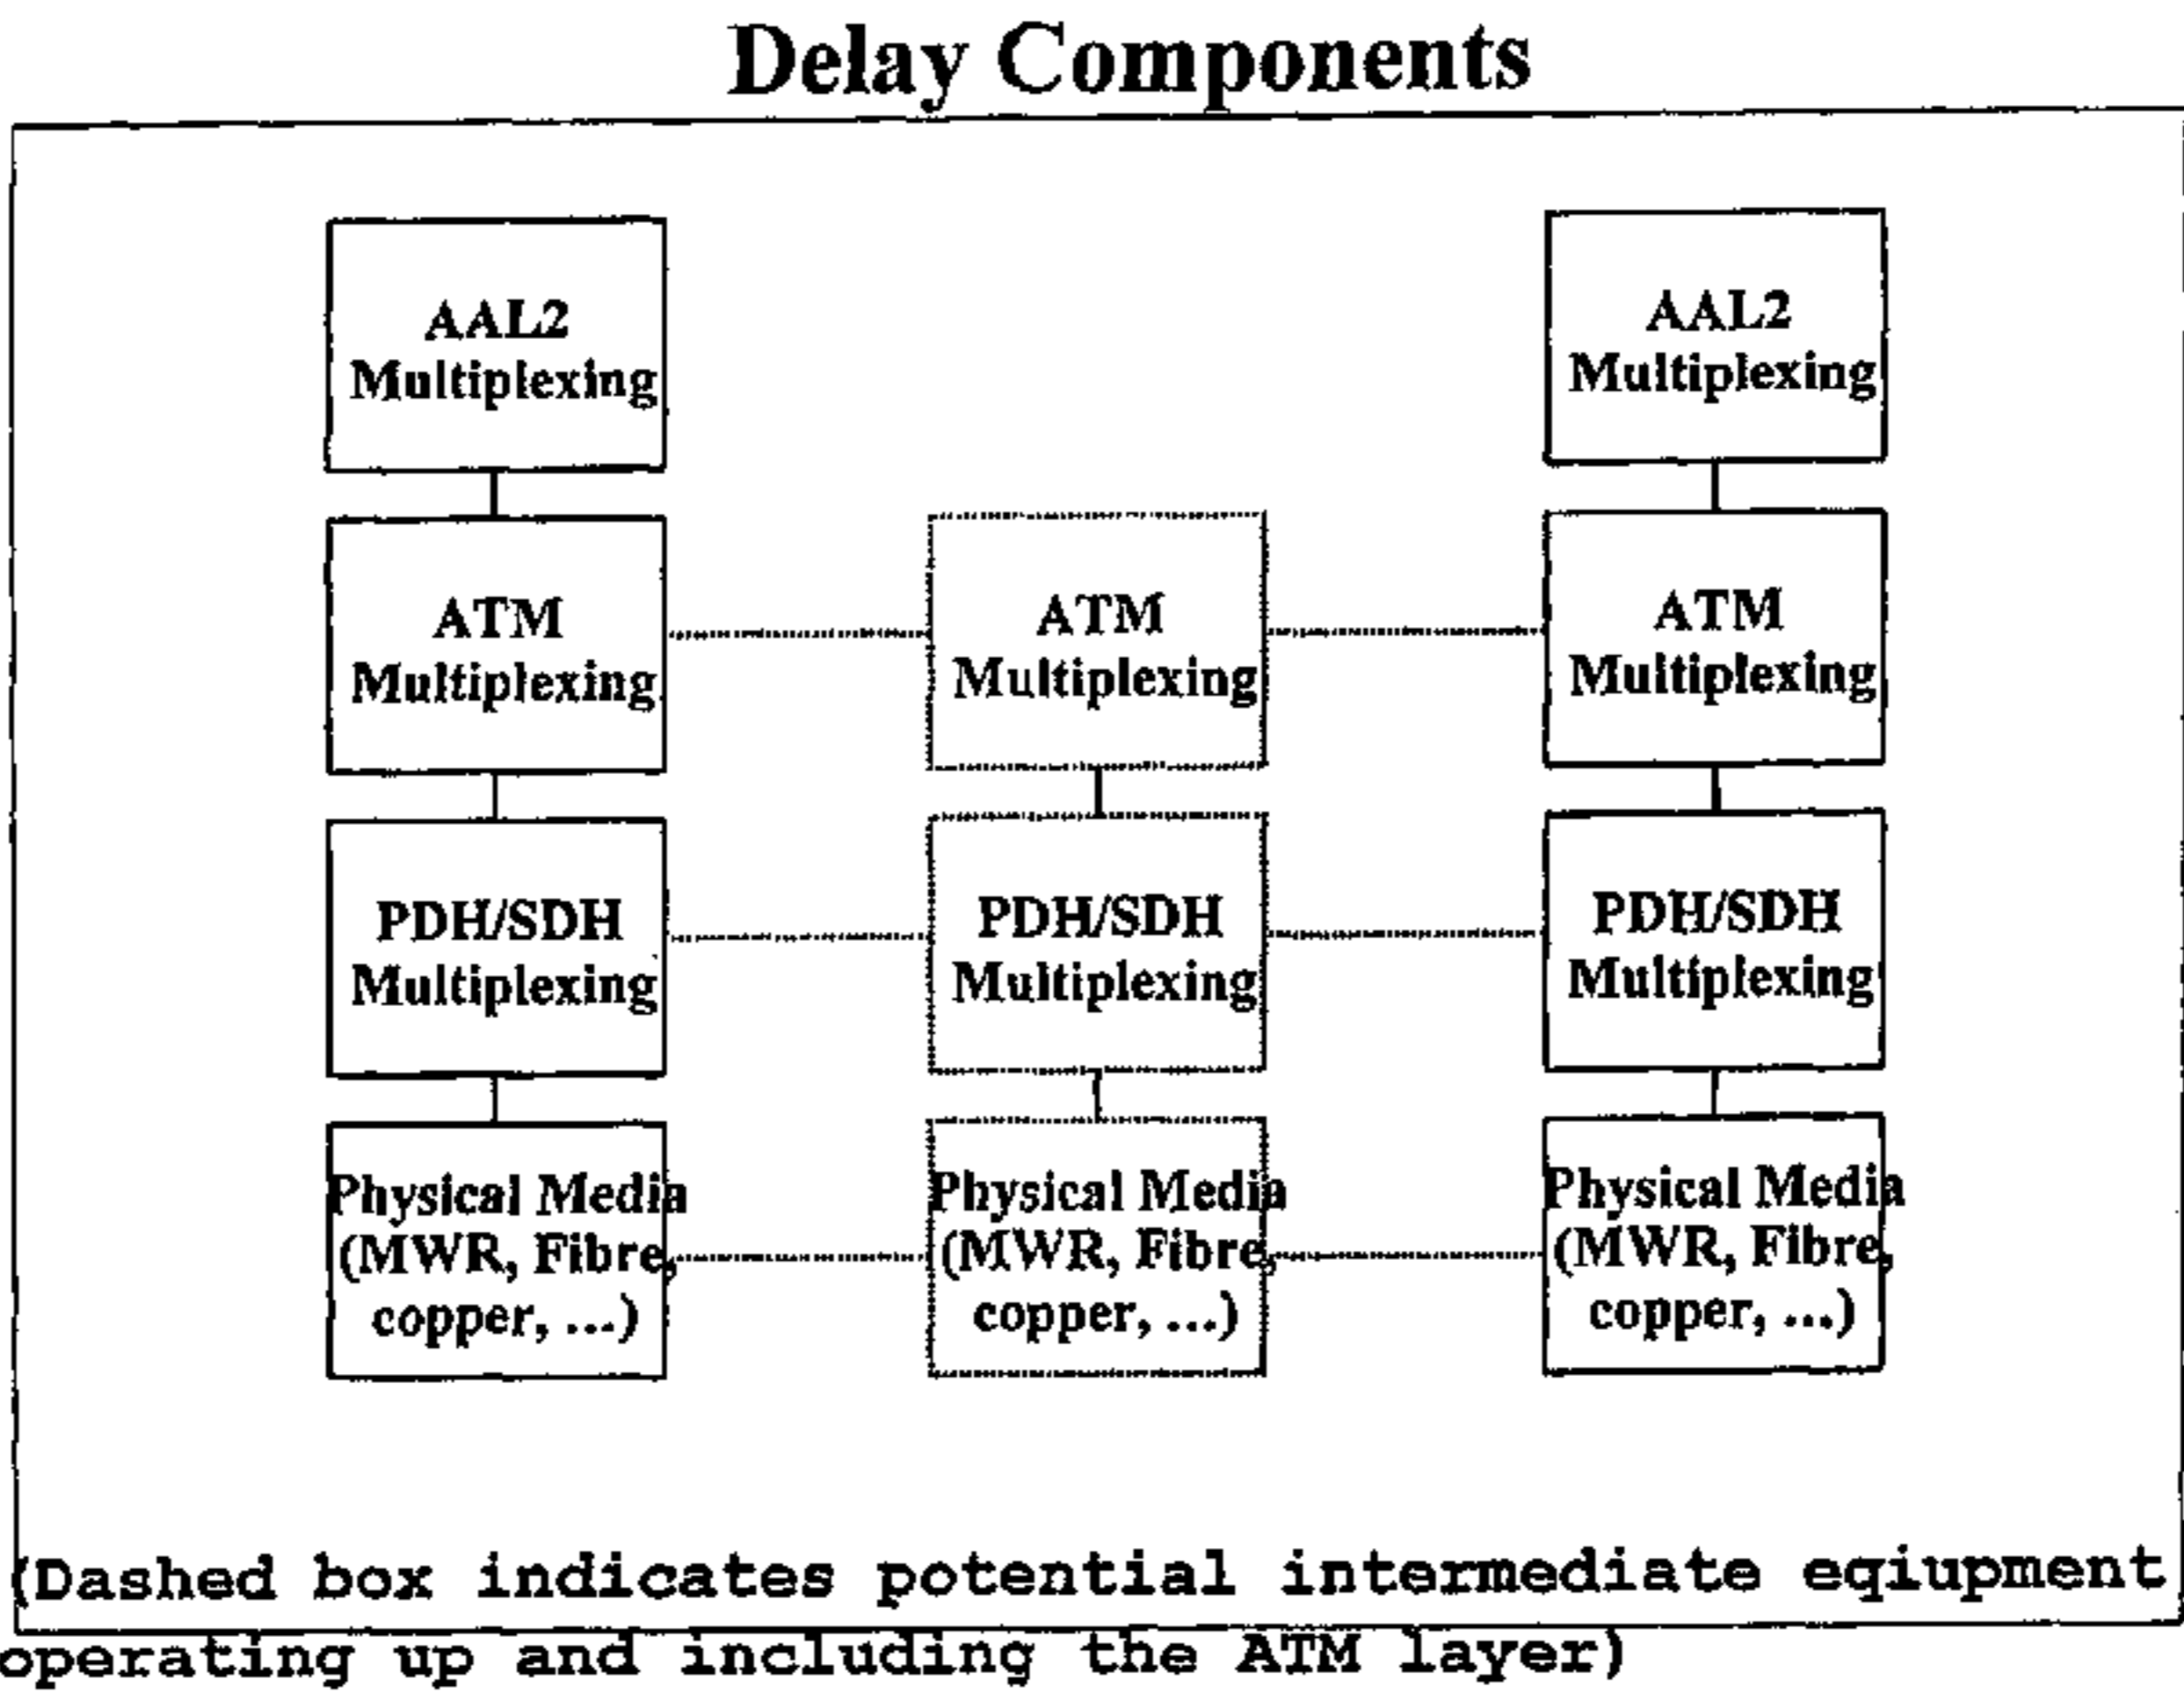 Delay Components
AAL2
Multiplexing
AAL2
Multiplexing
ATM
Multiplexing
ATM
Multiplexing
ATM
Multiplexing
PDH/SDH
Multiplexing
PDH/SDH
Multiplexing
PDH/SDH
Multiplexing
Physical Media
(MWR, Fibre,
copper, ...)
Physical Media
(MWR, Fibre,
copper, ...)
Physical Media
(MWR, Fibre,
copper, ...)
(Dashed box indicates potential intermediate eqiupment
operating up and including the ATM layer)